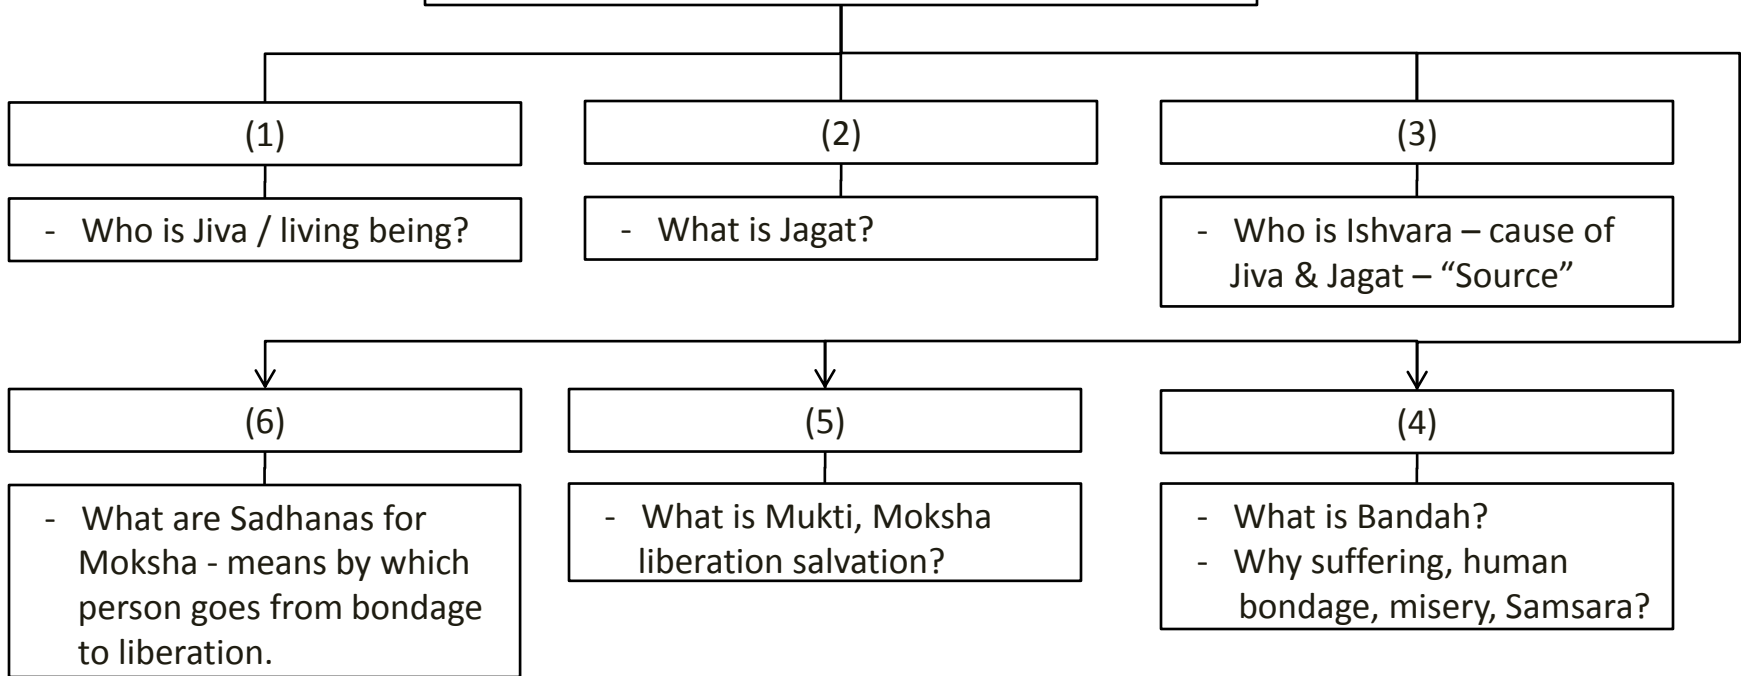 (1)
- Who is Jiva / living being?
(2)
- What is Jagat?
(3)
- Who is Ishvara – cause of
Jiva & Jagat – “Source”
(4)
- What is Bandah?
- Why suffering, human
bondage, misery, Samsara?
(5)
- What is Mukti, Moksha
liberation salvation?
(6)
- What are Sadhanas for
Moksha - means by which
person goes from bondage
to liberation.